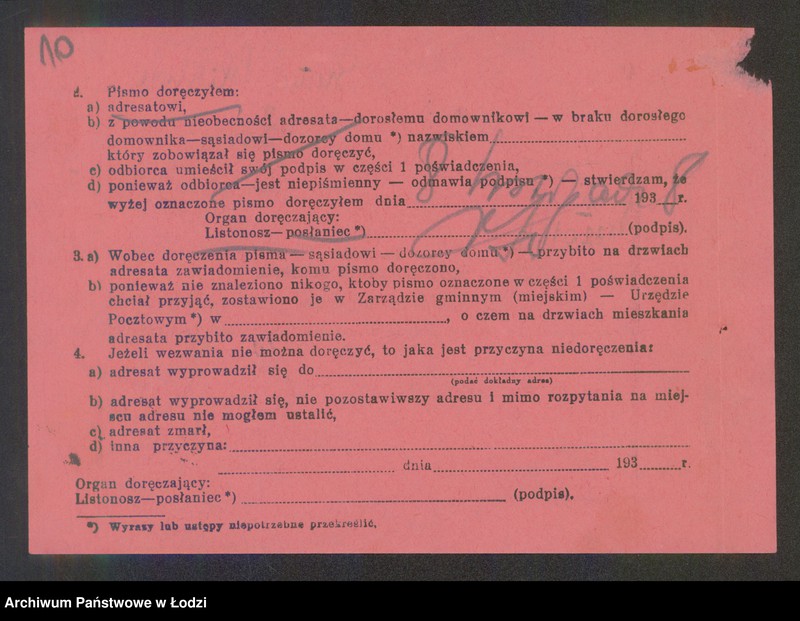 10
2. Pismo doręczyłem:
a) adresatowi,
b) z powodu nieobecności adresata—dorosłemu domownikowi — w braku dorosłego
domownika—sąsiadowi—dozorcy domu *) nazwiskiem
który zobowiązał się pismo doręczyć,
c) odbiorca umieścił swój podpis w części 1 poświadczenia,
d) ponieważ odbiorca—jest niepiśmienny — odmawia podpisu *) — stwierdzam, że
wyżej oznaczone pismo doręczyłem dnia 8 193 8 r.
Organ doręczający:
Listonosz—posłaniec *) (podpis).
3. a) Wobec doręczenia pisma — sąsiadowi — dozorcy domu *) — przybito na drzwiach
adresata zawiadomienie, komu pismo doręczono,
b) ponieważ nie znaleziono nikogo, ktoby pismo oznaczone w części 1 poświadczenia
chciał przyjąć, zostawiono je w Zarządzie gminnym (miejskim) — Urzędzie
Pocztowym *) w , o czem na drzwiach mieszkania
adresata przybito zawiadomienie.
4. Jeżeli wezwania nie można doręczyć, to jaka jest przyczyna niedoręczenia:
a) adresat wyprowadził się do
(podać dokładny adres)
b) adresat wyprowadził się, nie pozostawiwszy adresu i mimo rozpytania na miej-
scu adresu nie mogłem ustalić,
c) adresat zmarł,
d) inna przyczyna:
dnia 193 r.
Organ doręczający:
Listonosz—posłaniec *) (podpis).
*) Wyrazy lub ustępy niepotrzebne przekreślić.
Archiwum Państwowe w Łodzi